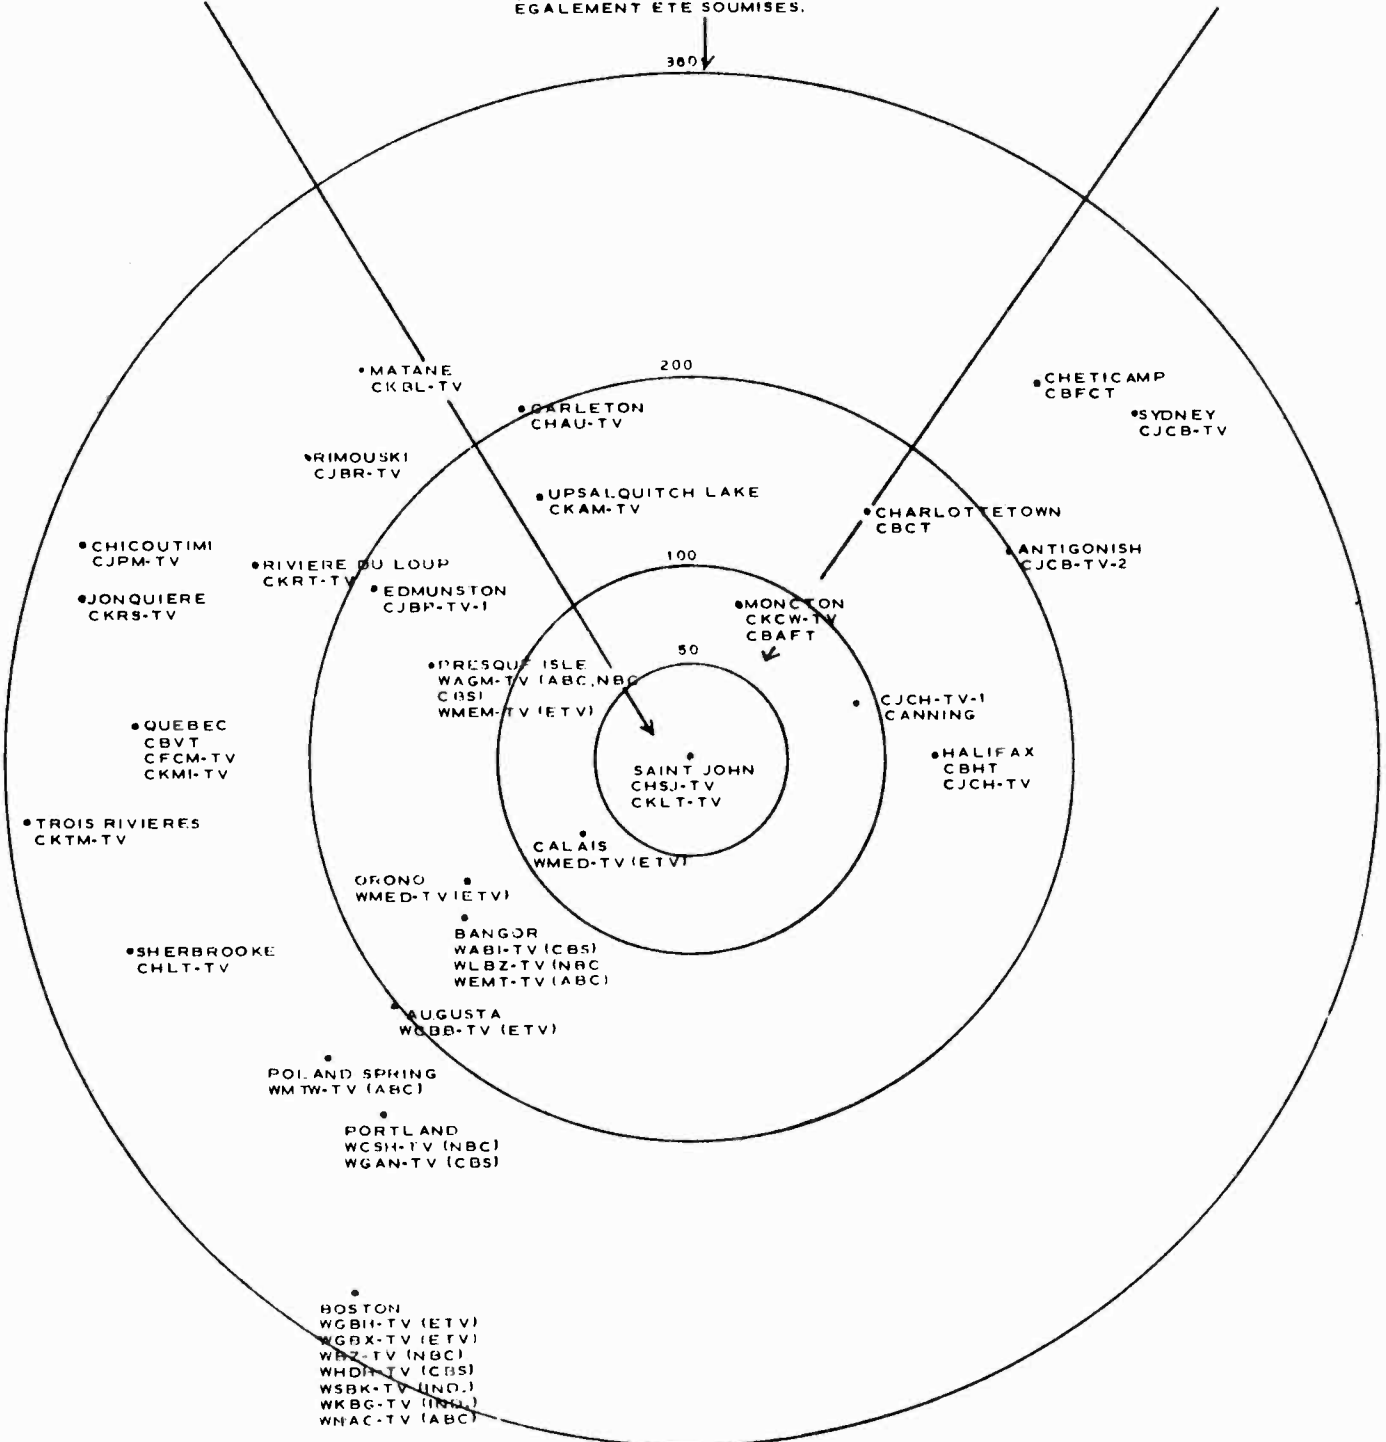 EGALEMENT ETE SOUMISES.
360
200
MATANE
CKBL-TV
CARLETON
CHAU-TV
CHETICAMP
CBFCT
SYDNEY
CJCB-TV
RIMOUSKI
CJBR-TV
UPSALQUITCH LAKE
CKAM-TV
CHARLOTTETOWN
CBCT
CHICOUTIMI
CJPM-TV
RIVIERE DU LOUP
CKRT-TV
100
ANTIGONISH
CJCB-TV-2
JONQUIERE
CKRS-TV
EDMUNSTON
CJBR-TV-1
MONCTON
CKCW-TV
CBAFT
50
PRESQUE ISLE
WAGM-TV (ABC,NBC
CBS)
WMEM-TV (ETV)
CJCH-TV-1
CANNING
QUEBEC
CBVT
CFCM-TV
CKMI-TV
SAINT JOHN
CHSJ-TV
CKLT-TV
HALIFAX
CBHT
CJCH-TV
TROIS RIVIERES
CKTM-TV
CALAIS
WMED-TV (ETV)
ORONO
WMED-TV (ETV)
BANGOR
WABI-TV (CBS)
WLBZ-TV (NBC
WEMT-TV (ABC)
SHERBROOKE
CHLT-TV
AUGUSTA
WCBB-TV (ETV)
POLAND SPRING
WMTW-TV (ABC)
PORTLAND
WCSH-TV (NBC)
WGAN-TV (CBS)
BOSTON
WGBH-TV (ETV)
WGBX-TV (ETV)
WBZ-TV (NBC)
WHDH-TV (CBS)
WSBK-TV (IND.)
WKBG-TV (IND.)
WNAC-TV (ABC)